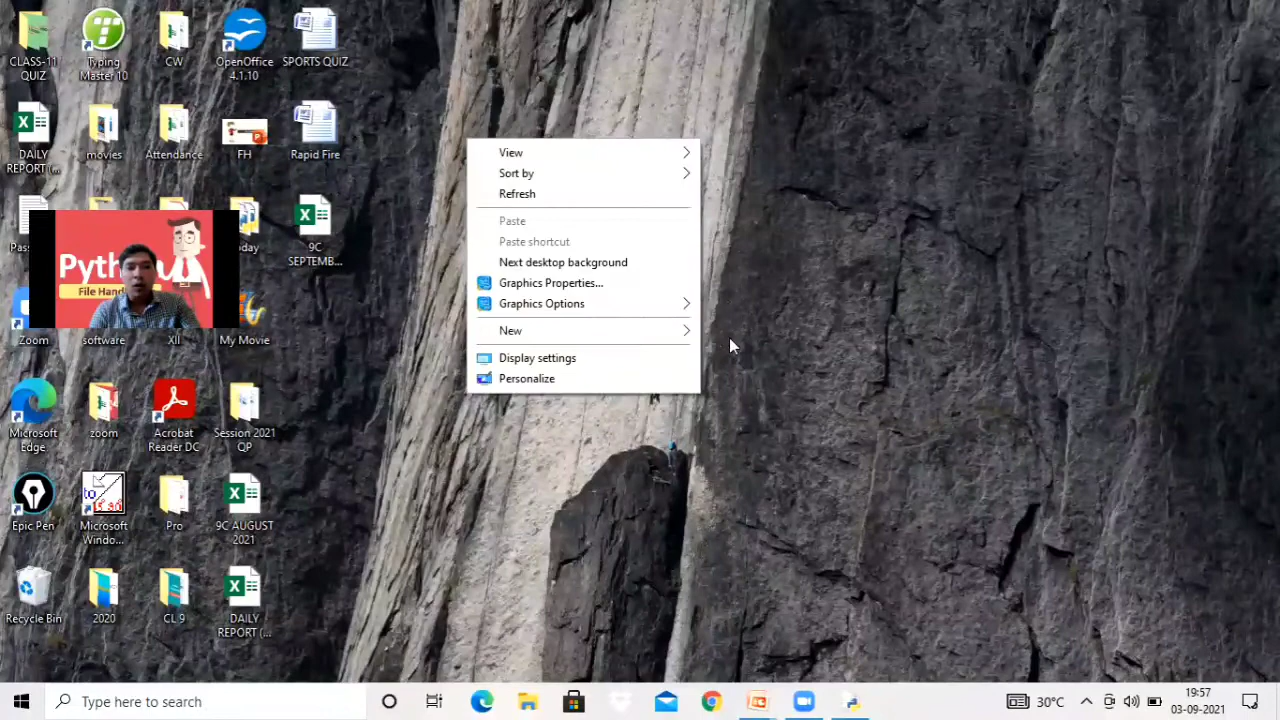 CLASS-11
QUIZ
Typing
Master 10
CW
OpenOffice
4.1.10
SPORTS QUIZ
DAILY
REPORT (...
movies
Attendance
FH
Rapid Fire
9C
SEPTEMB...
Zoom
software
XII
My Movie
Microsoft
Edge
zoom
Acrobat
Reader DC
Session 2021
QP
Epic Pen
Microsoft
Windo...
Pro
9C AUGUST
2021
Recycle Bin
2020
CL 9
DAILY
REPORT (...
View
Sort by
Refresh
Paste
Paste shortcut
Next desktop background
Graphics Properties...
Graphics Options
New
Display settings
Personalize
Type here to search
30°C
19:57
03-09-2021